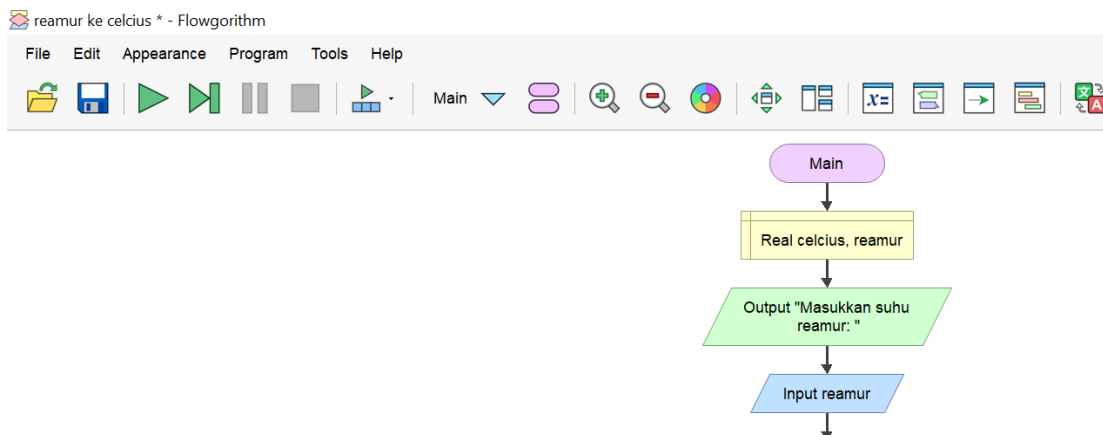 reamur ke celcius * - Flowgorithm
File Edit Appearance Program Tools Help
Main
x=
文
A
Main
Real celcius, reamur
Output "Masukkan suhu
reamur: "
Input reamur